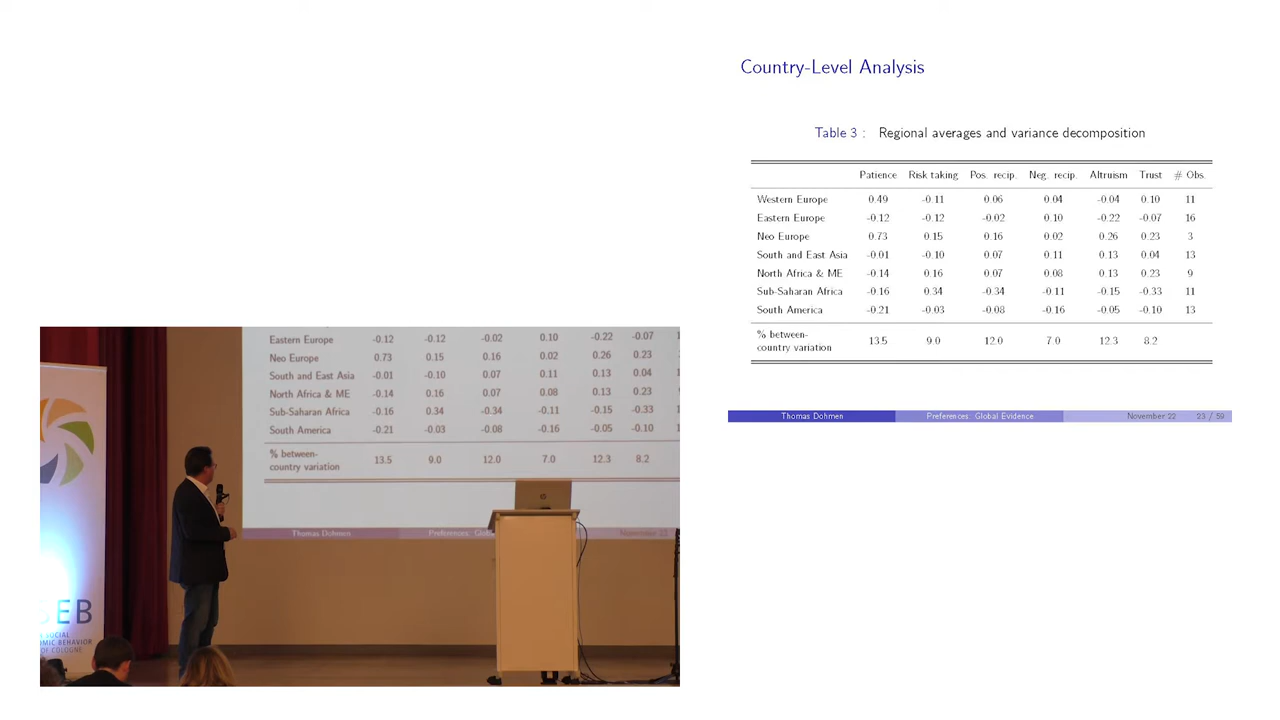 Country-Level Analysis
Table 3 : Regional averages and variance decomposition
Patience Risk taking Pos. recip. Neg. recip. Altruism Trust # Obs.
Western Europe 0.49 -0.11 0.06 0.04 -0.04 0.10 11
Eastern Europe -0.12 -0.12 -0.02 0.10 -0.22 -0.07 16
Neo Europe 0.73 0.15 0.16 0.02 0.26 0.23 3
South and East Asia -0.01 -0.10 0.07 0.11 0.13 0.04 13
North Africa & ME -0.14 0.16 0.07 0.08 0.13 0.23 9
Sub-Saharan Africa -0.16 0.34 -0.34 -0.11 -0.15 -0.33 11
South America -0.21 -0.03 -0.08 -0.16 -0.05 -0.10 13
% between-
country variation 13.5 9.0 12.0 7.0 12.3 8.2
Thomas Dohmen Preferences: Global Evidence November 22 23 / 59
Eastern Europe -0.12 -0.12 -0.02 0.10 -0.22 -0.07
Neo Europe 0.73 0.15 0.16 0.02 0.26 0.23
South and East Asia -0.01 -0.10 0.07 0.11 0.13 0.04
North Africa & ME -0.14 0.16 0.07 0.08 0.13 0.23
Sub-Saharan Africa -0.16 0.34 -0.34 -0.11 -0.15 -0.33
South America -0.21 -0.03 -0.08 -0.16 -0.05 -0.10
% between-
country variation 13.5 9.0 12.0 7.0 12.3 8.2
Thomas Dohmen Preferences: November 22
EB
SOCIAL
OMIC BEHAVIOR
OF COLOGNE